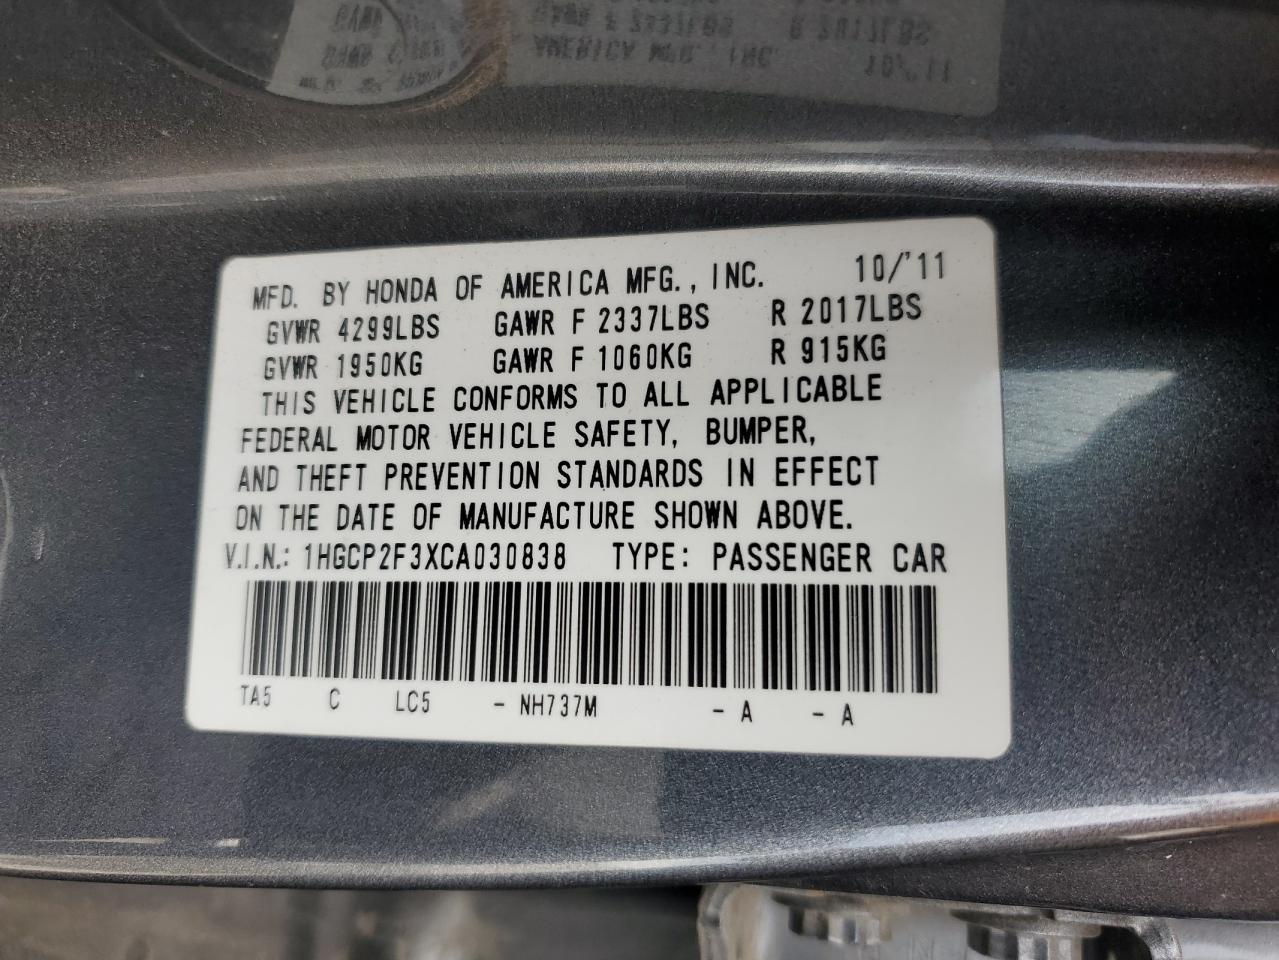 MFD. BY HONDA OF AMERICA MFG., INC. 10/'11
GVWR 4299LBS GAWR F 2337LBS R 2017LBS
GVWR 1950KG GAWR F 1060KG R 915KG
THIS VEHICLE CONFORMS TO ALL APPLICABLE
FEDERAL MOTOR VEHICLE SAFETY, BUMPER,
AND THEFT PREVENTION STANDARDS IN EFFECT
ON THE DATE OF MANUFACTURE SHOWN ABOVE.
V.I.N.: 1HGCP2F3XCA030838 TYPE: PASSENGER CAR
TA5 C LC5 - NH737M - A - A